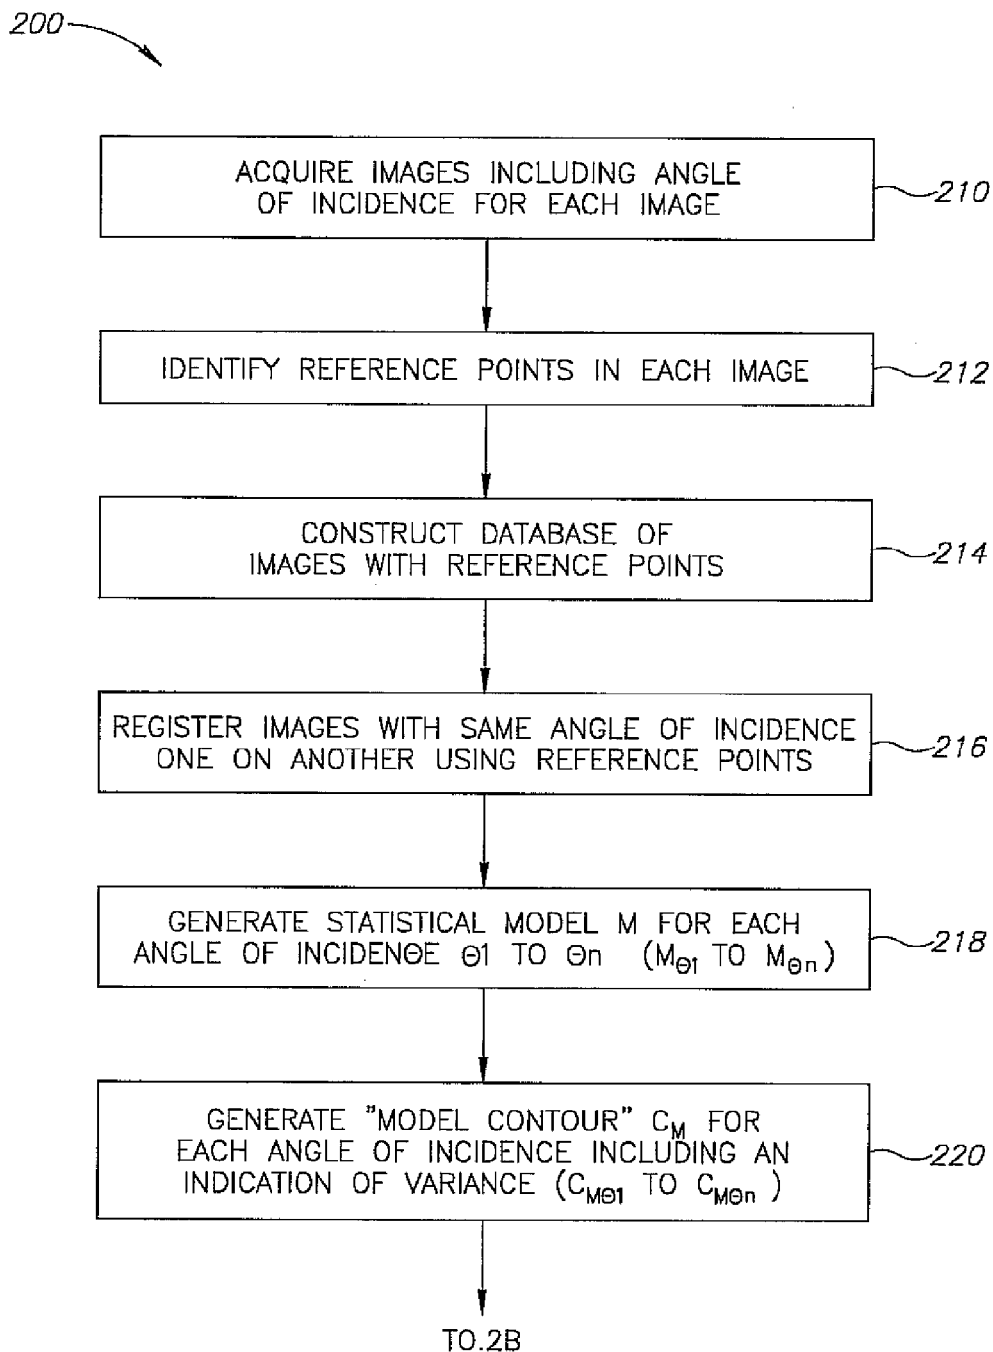 200
ACQUIRE IMAGES INCLUDING ANGLE
OF INCIDENCE FOR EACH IMAGE
210
IDENTIFY REFERENCE POINTS IN EACH IMAGE
212
CONSTRUCT DATABASE OF
IMAGES WITH REFERENCE POINTS
214
REGISTER IMAGES WITH SAME ANGLE OF INCIDENCE
ONE ON ANOTHER USING REFERENCE POINTS
216
GENERATE STATISTICAL MODEL M FOR EACH
ANGLE OF INCIDENΘE Θ1 TO Θn (MΘ1 TO MΘn)
218
GENERATE "MODEL CONTOUR" CM FOR
EACH ANGLE OF INCIDENCE INCLUDING AN
INDICATION OF VARIANCE (CMΘ1 TO CMΘn)
220
TO.2B